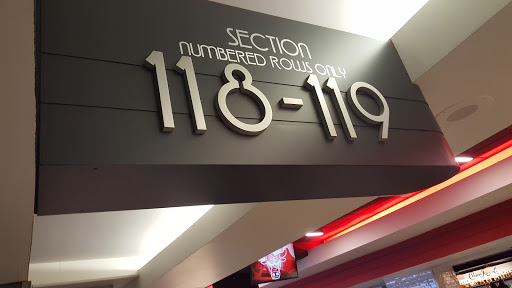 SECTION
NUMBERED ROWS ONLY
118-119